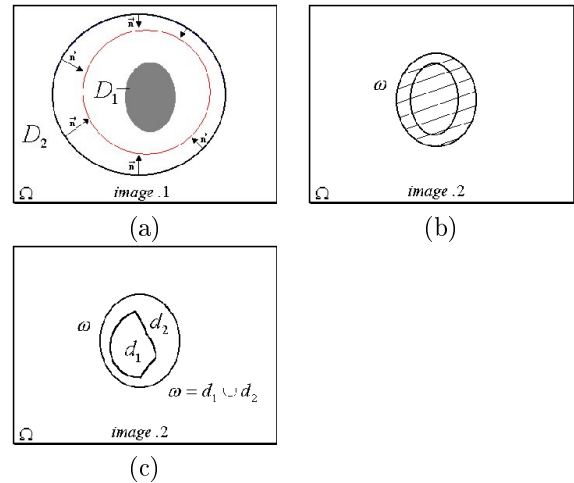 n⃗
n⃗
D₁
D₂
n⃗
n⃗
n⃗
Ω
image .1
(a)
ω
Ω
image .2
(b)
ω
d₂
d₁
ω = d₁ ∪ d₂
Ω
image .2
(c)